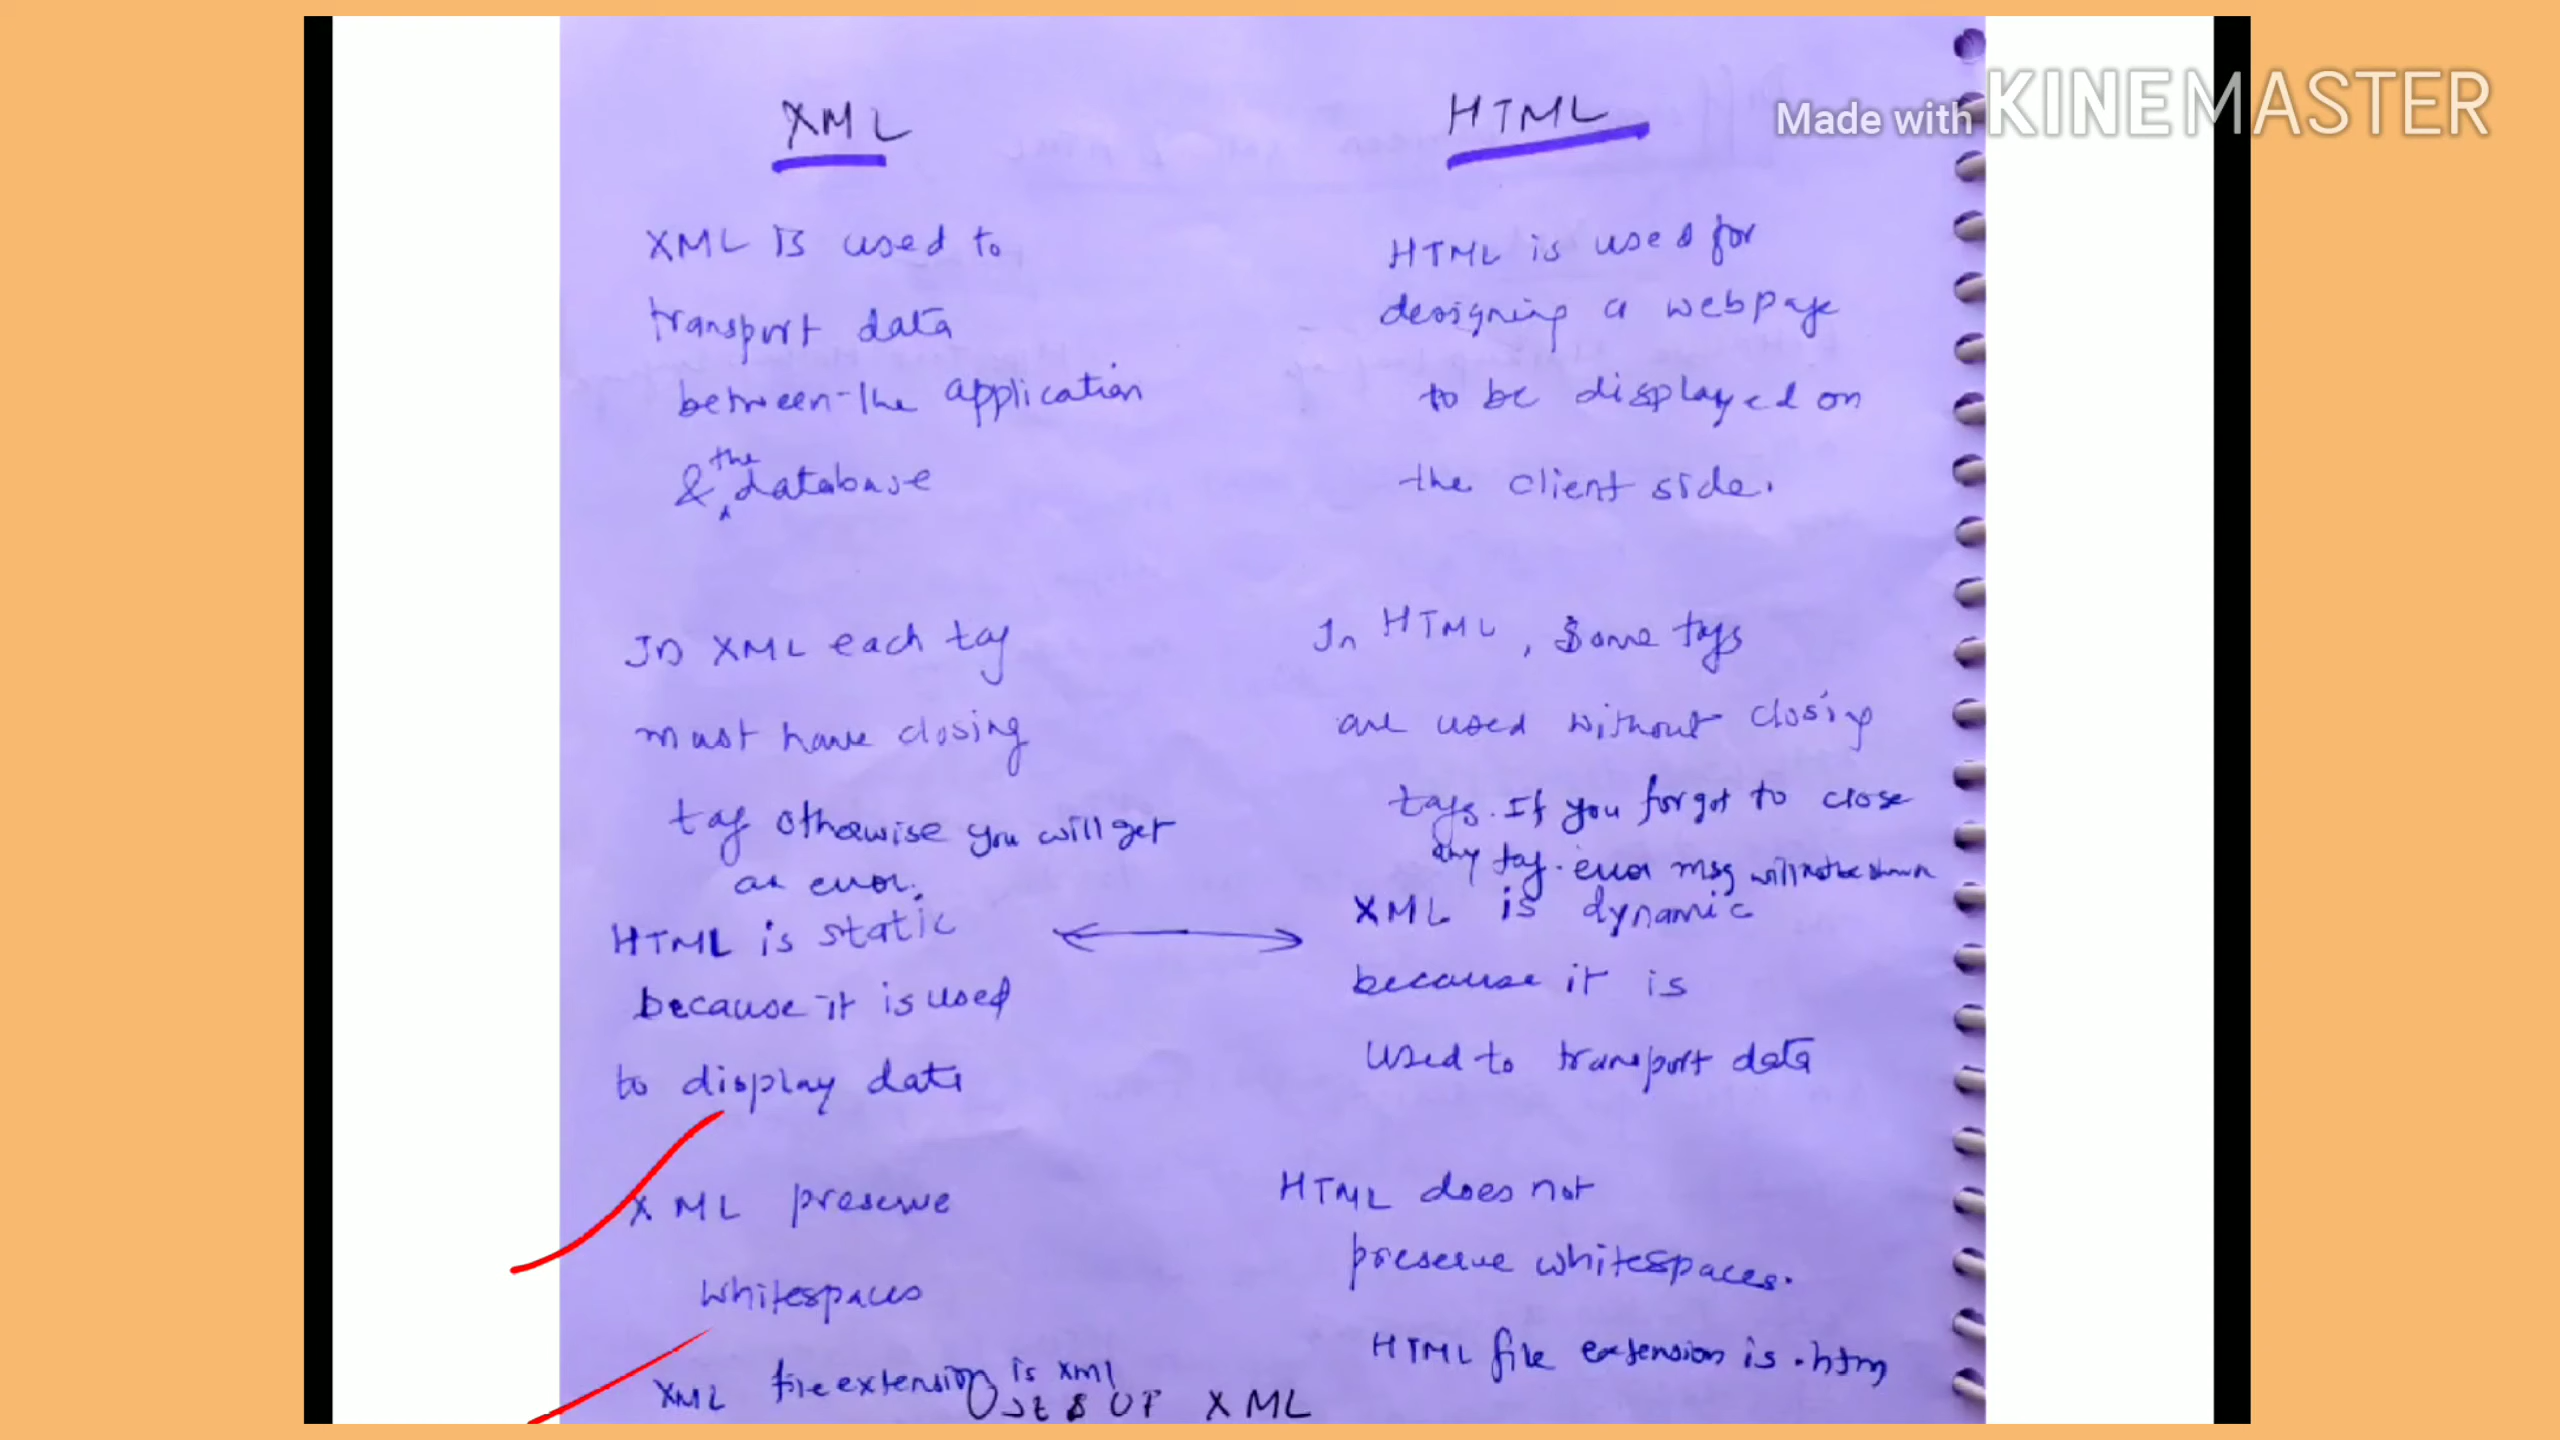 XML
HTML
Made with KINEMASTER
XML is used to
transport data
between the application
& the database
HTML is used for
designing a webpage
to be displayed on
the client side.
In XML each tag
must have closing
tag otherwise you will get
an error.
In HTML, Some tags
are used without closing
tags. If you forgot to close
any tag. error msg will not be shown
HTML is static
because it is used
to display data
XML is dynamic
because it is
used to transport data
XML preserve
whitespaces
HTML does not
preserve whitespaces.
XML file extension is xml
HTML file extension is .htm
OF XML